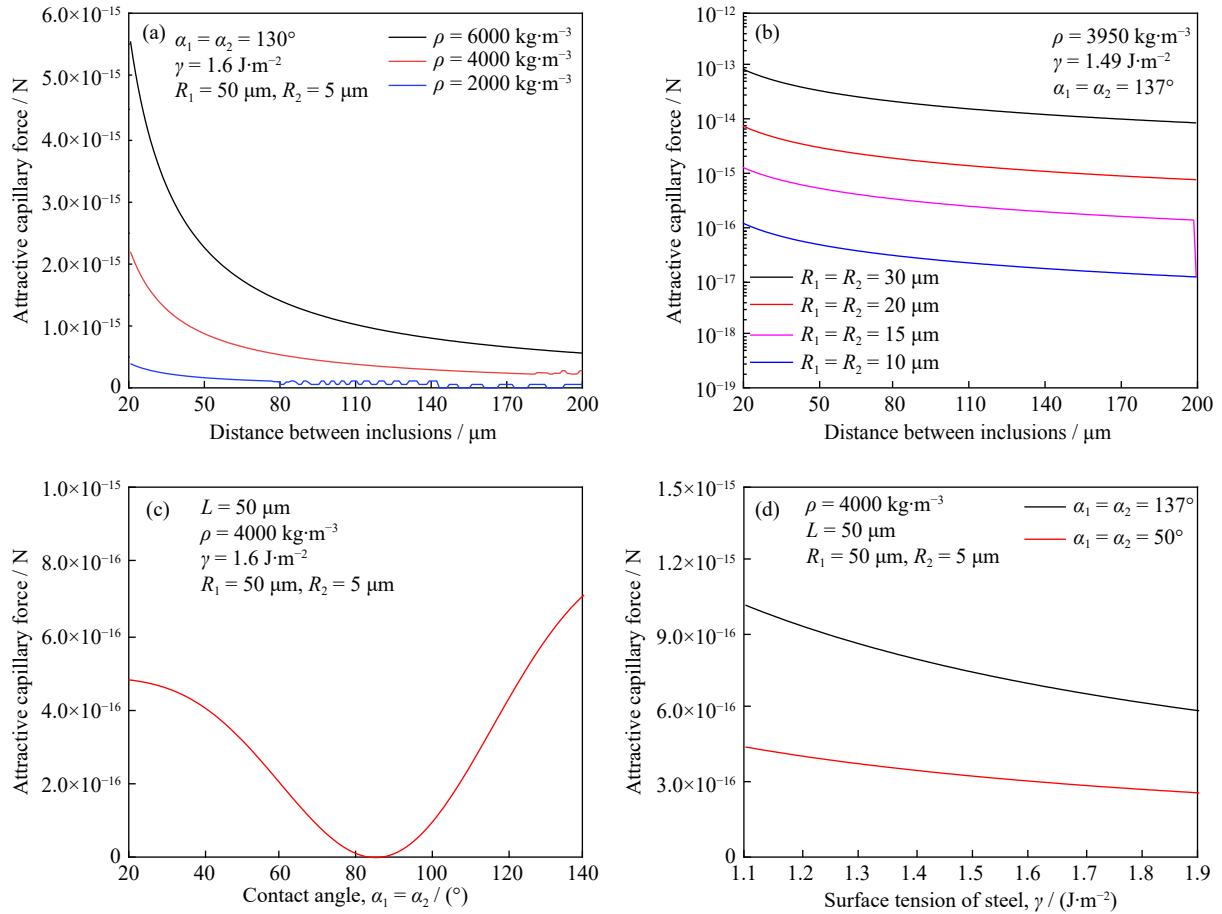 (a)
α₁ = α₂ = 130°
γ = 1.6 J·m⁻²
R₁ = 50 μm, R₂ = 5 μm
ρ = 6000 kg·m⁻³
ρ = 4000 kg·m⁻³
ρ = 2000 kg·m⁻³
6.0×10⁻¹⁵
5.0×10⁻¹⁵
4.0×10⁻¹⁵
3.0×10⁻¹⁵
2.0×10⁻¹⁵
1.0×10⁻¹⁵
0
Attractive capillary force / N
20 50 80 110 140 170 200
Distance between inclusions / μm
(b)
ρ = 3950 kg·m⁻³
γ = 1.49 J·m⁻²
α₁ = α₂ = 137°
10⁻¹²
10⁻¹³
10⁻¹⁴
10⁻¹⁵
10⁻¹⁶
10⁻¹⁷
10⁻¹⁸
10⁻¹⁹
Attractive capillary force / N
R₁ = R₂ = 30 μm
R₁ = R₂ = 20 μm
R₁ = R₂ = 15 μm
R₁ = R₂ = 10 μm
20 50 80 110 140 170 200
Distance between inclusions / μm
(c)
L = 50 μm
ρ = 4000 kg·m⁻³
γ = 1.6 J·m⁻²
R₁ = 50 μm, R₂ = 5 μm
1.0×10⁻¹⁵
8.0×10⁻¹⁶
6.0×10⁻¹⁶
4.0×10⁻¹⁶
2.0×10⁻¹⁶
0
Attractive capillary force / N
20 40 60 80 100 120 140
Contact angle, α₁ = α₂ / (°)
(d)
ρ = 4000 kg·m⁻³
L = 50 μm
R₁ = 50 μm, R₂ = 5 μm
α₁ = α₂ = 137°
α₁ = α₂ = 50°
1.5×10⁻¹⁵
1.2×10⁻¹⁵
9.0×10⁻¹⁶
6.0×10⁻¹⁶
3.0×10⁻¹⁶
0
Attractive capillary force / N
1.1 1.2 1.3 1.4 1.5 1.6 1.7 1.8 1.9
Surface tension of steel, γ / (J·m⁻²)